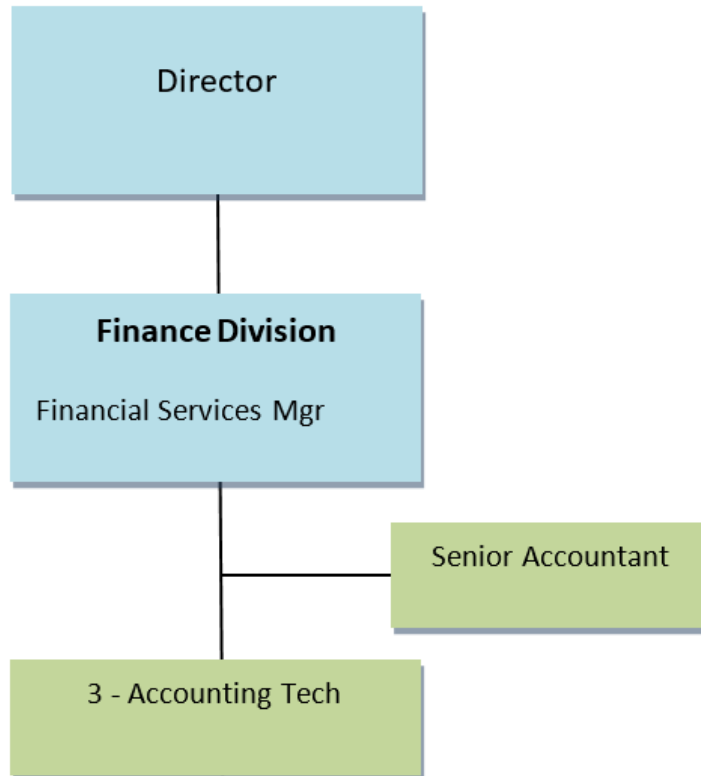 Director
Finance Division
Financial Services Mgr
Senior Accountant
3 - Accounting Tech